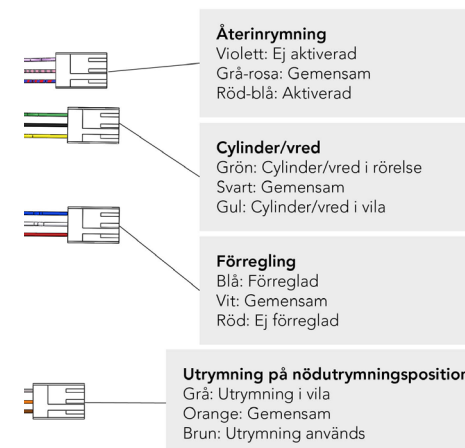 Återinrymning
Violett: Ej aktiverad
Grå-rosa: Gemensam
Röd-blå: Aktiverad
Cylinder/vred
Grön: Cylinder/vred i rörelse
Svart: Gemensam
Gul: Cylinder/vred i vila
Förregling
Blå: Förreglad
Vit: Gemensam
Röd: Ej förreglad
Utrymning på nödutrymningsposition
Grå: Utrymning i vila
Orange: Gemensam
Brun: Utrymning används